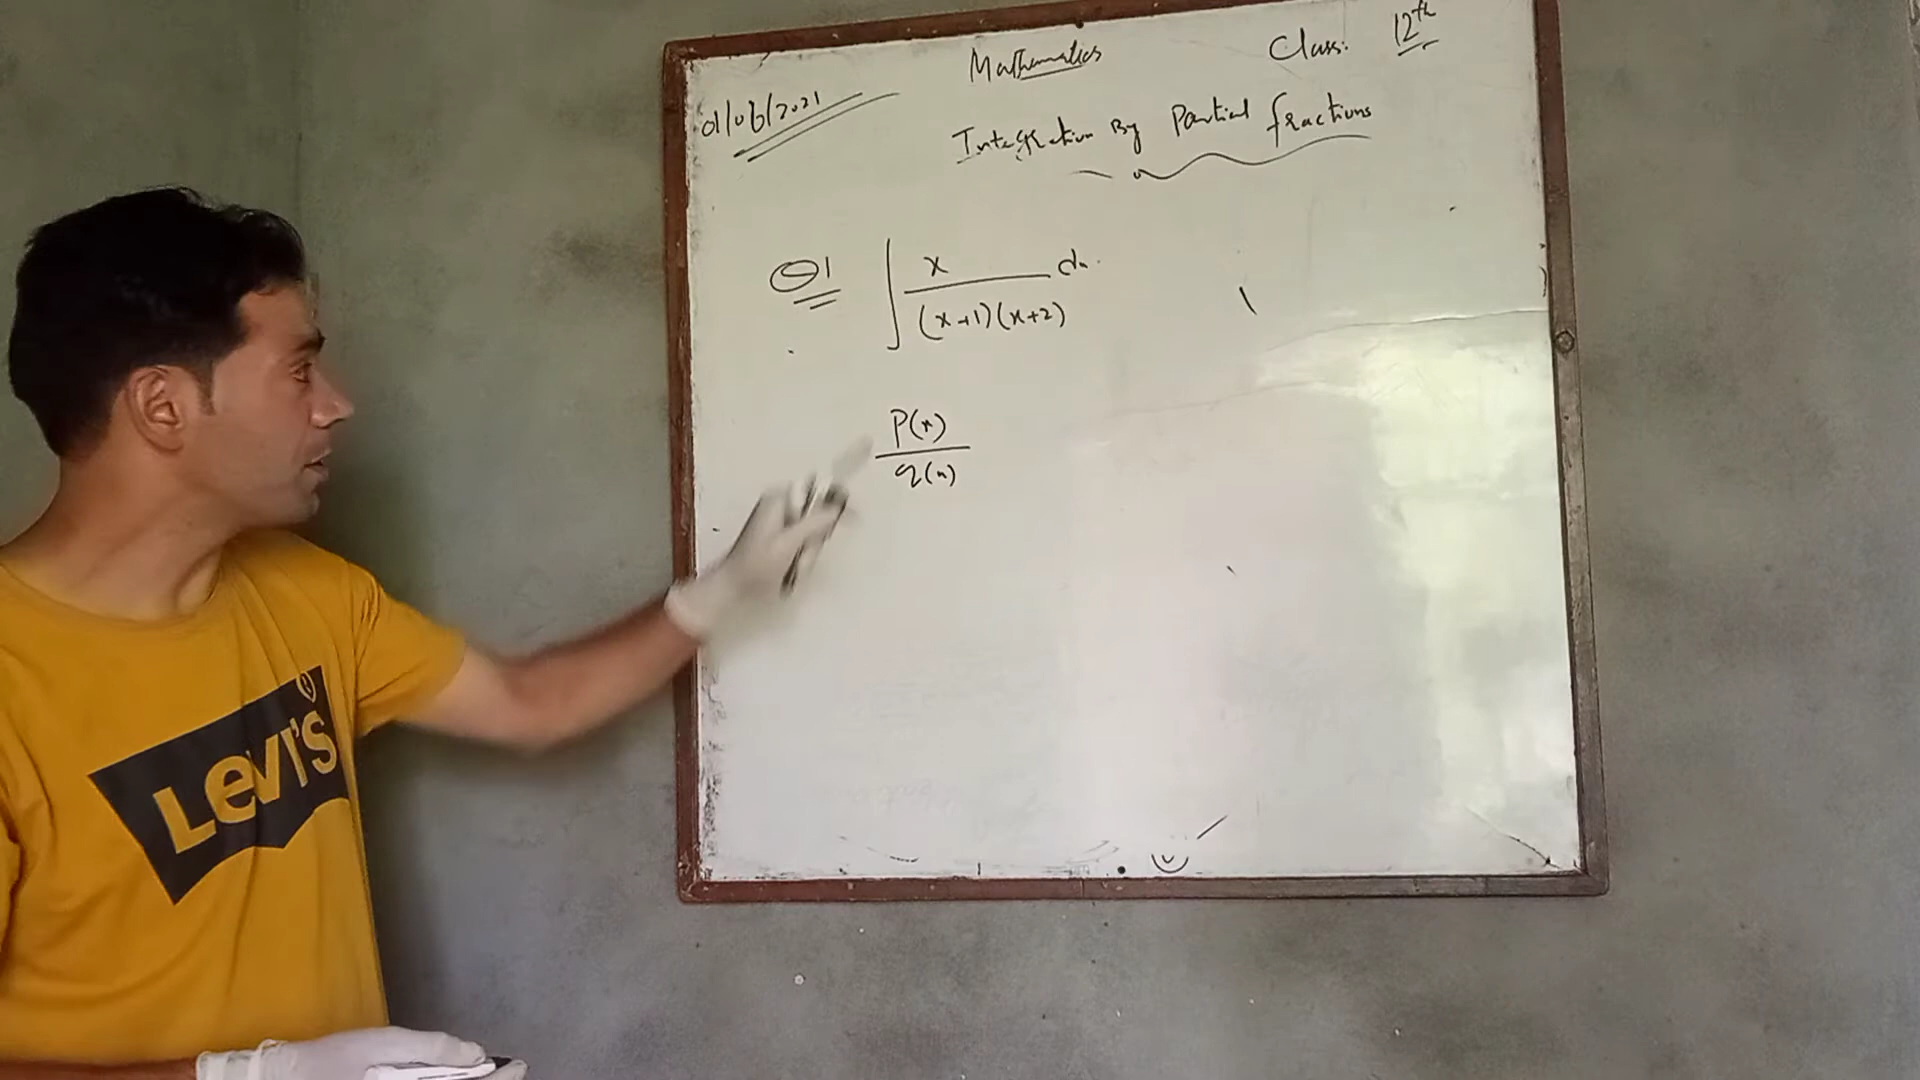 Mathematics
Class: 12th
01/06/2021
Integration By Partial fractions
Q1 ∫ x/((x+1)(x+2)) dx
P(x)
q(x)
LEVI'S®